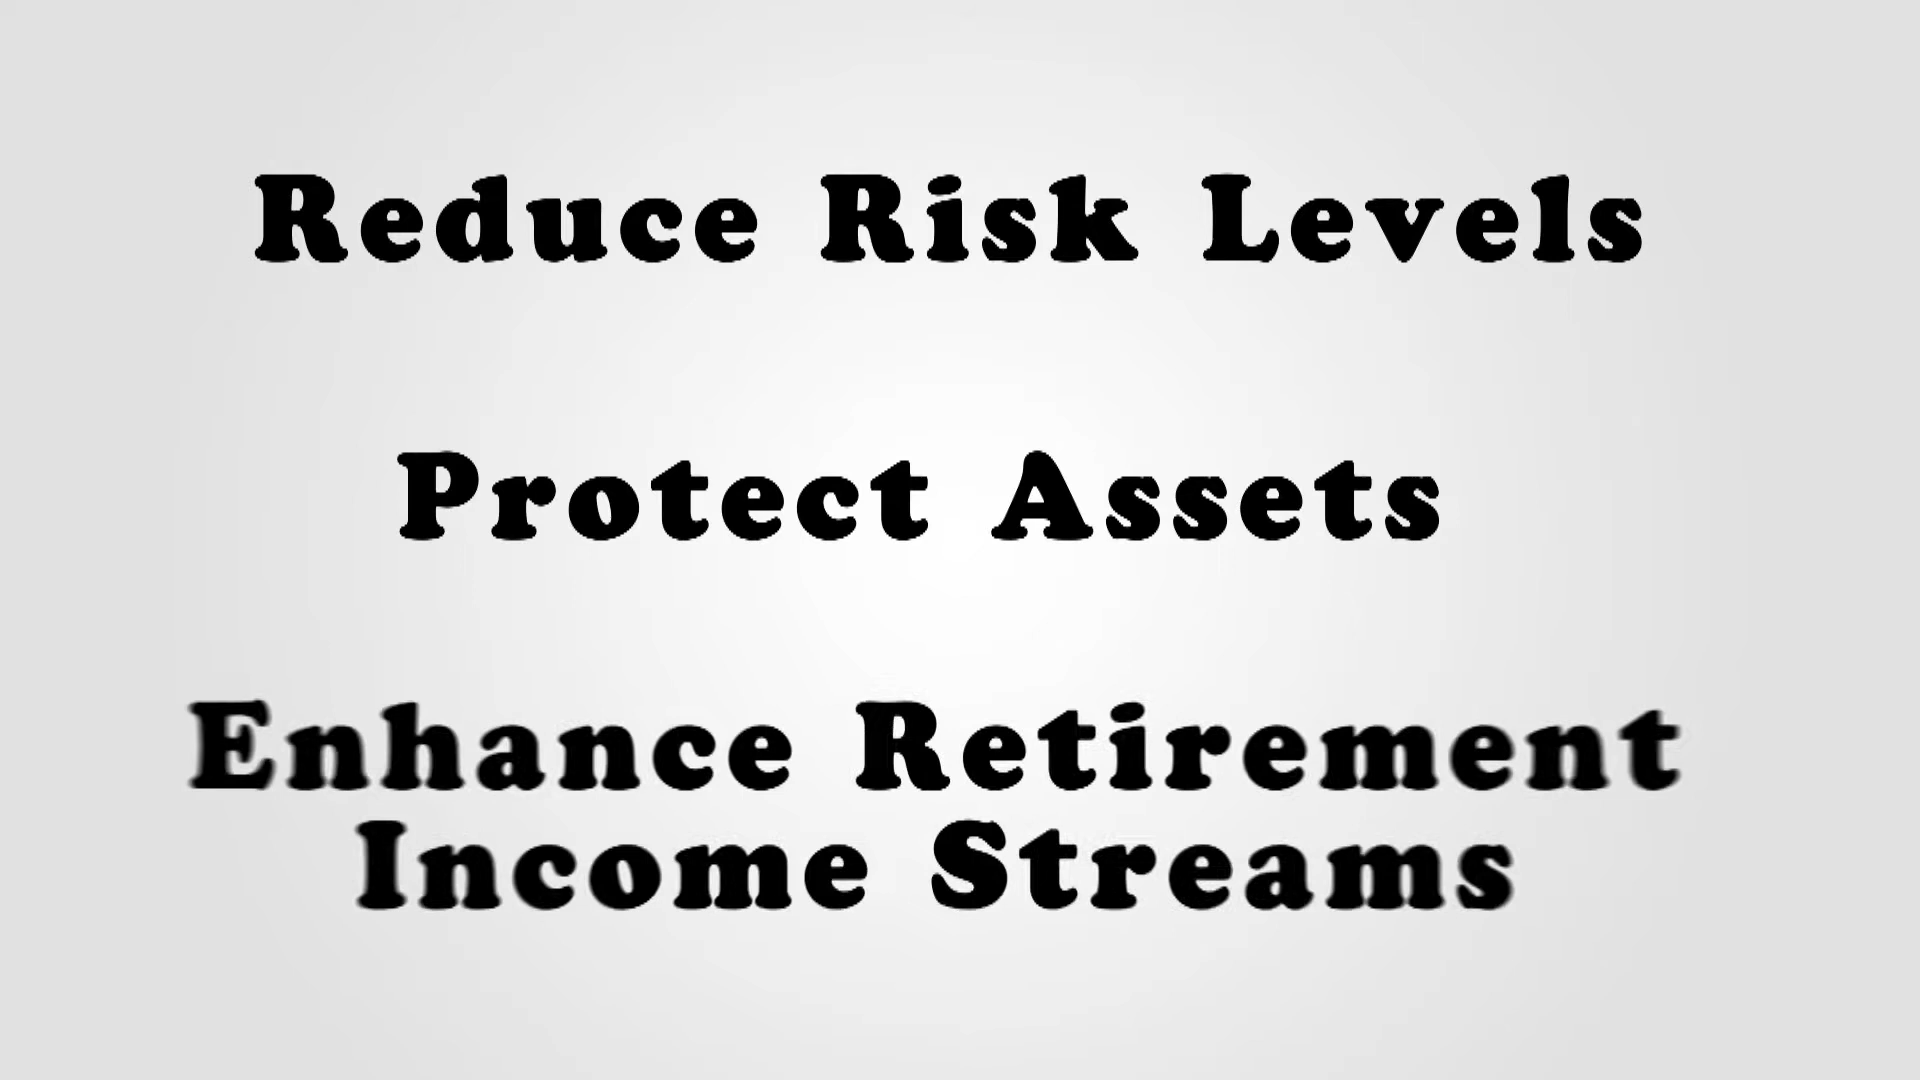 Reduce Risk Levels
Protect Assets
Enhance Retirement
Income Streams